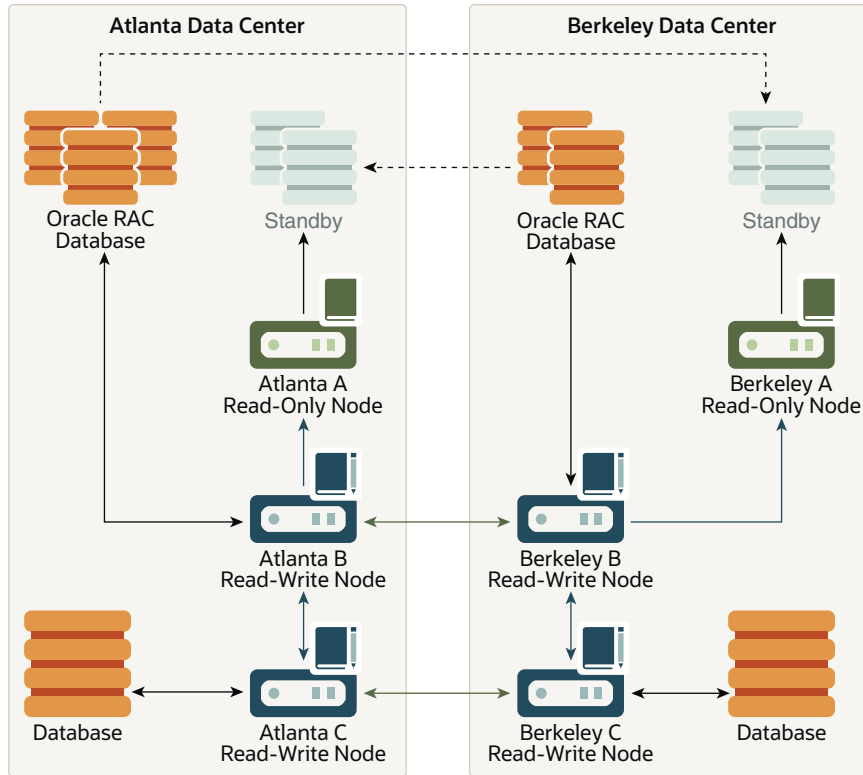 Atlanta Data Center
Berkeley Data Center
Oracle RAC
Database
Standby
Oracle RAC
Database
Standby
Atlanta A
Read-Only Node
Berkeley A
Read-Only Node
Atlanta B
Read-Write Node
Berkeley B
Read-Write Node
Database
Atlanta C
Read-Write Node
Berkeley C
Read-Write Node
Database